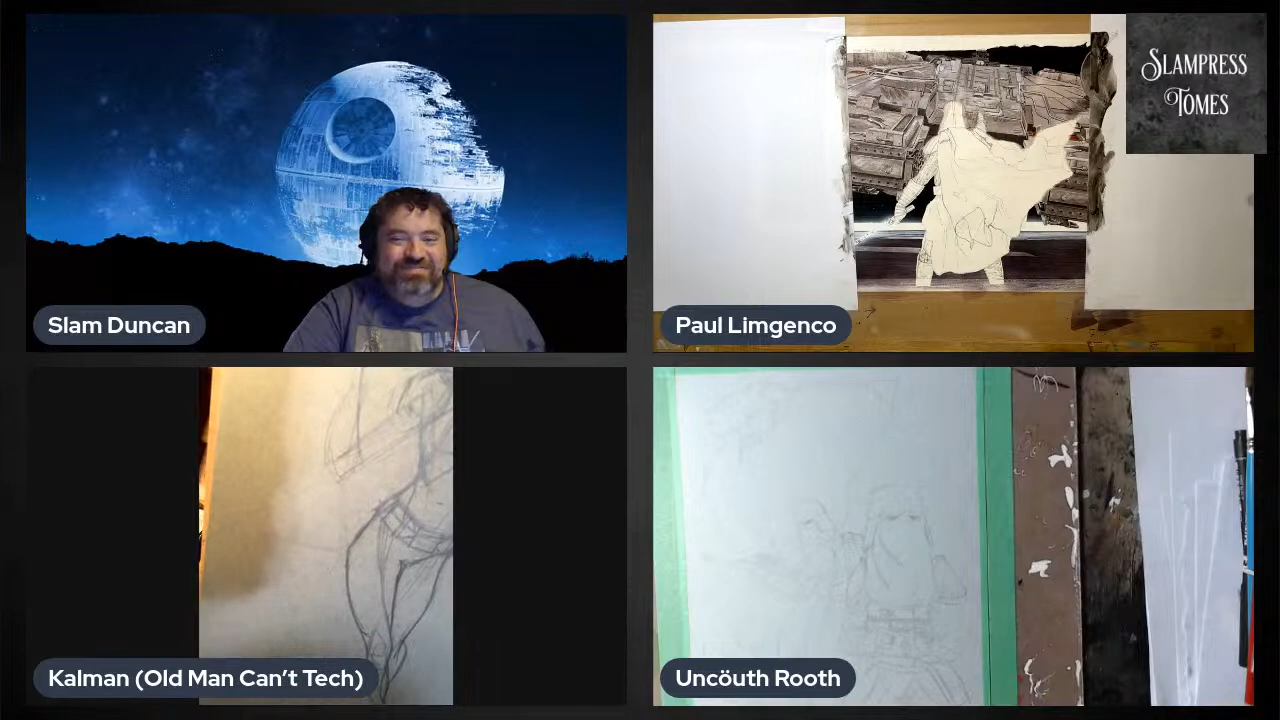 Slampress
Tomes
Slam Duncan
Paul Limgenco
Kalman (Old Man Can't Tech)
Uncöuth Rooth